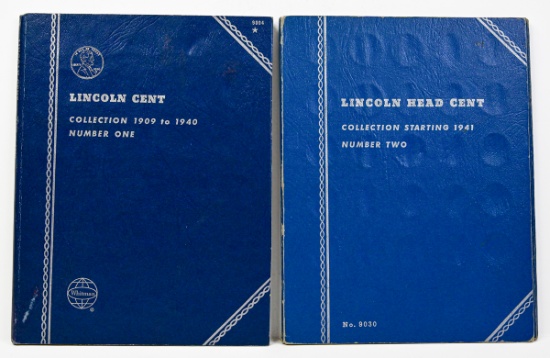 9004
★
LINCOLN CENT
COLLECTION 1909 to 1940
NUMBER ONE
Whitman
®
LINCOLN HEAD CENT
COLLECTION STARTING 1941
NUMBER TWO
No. 9030